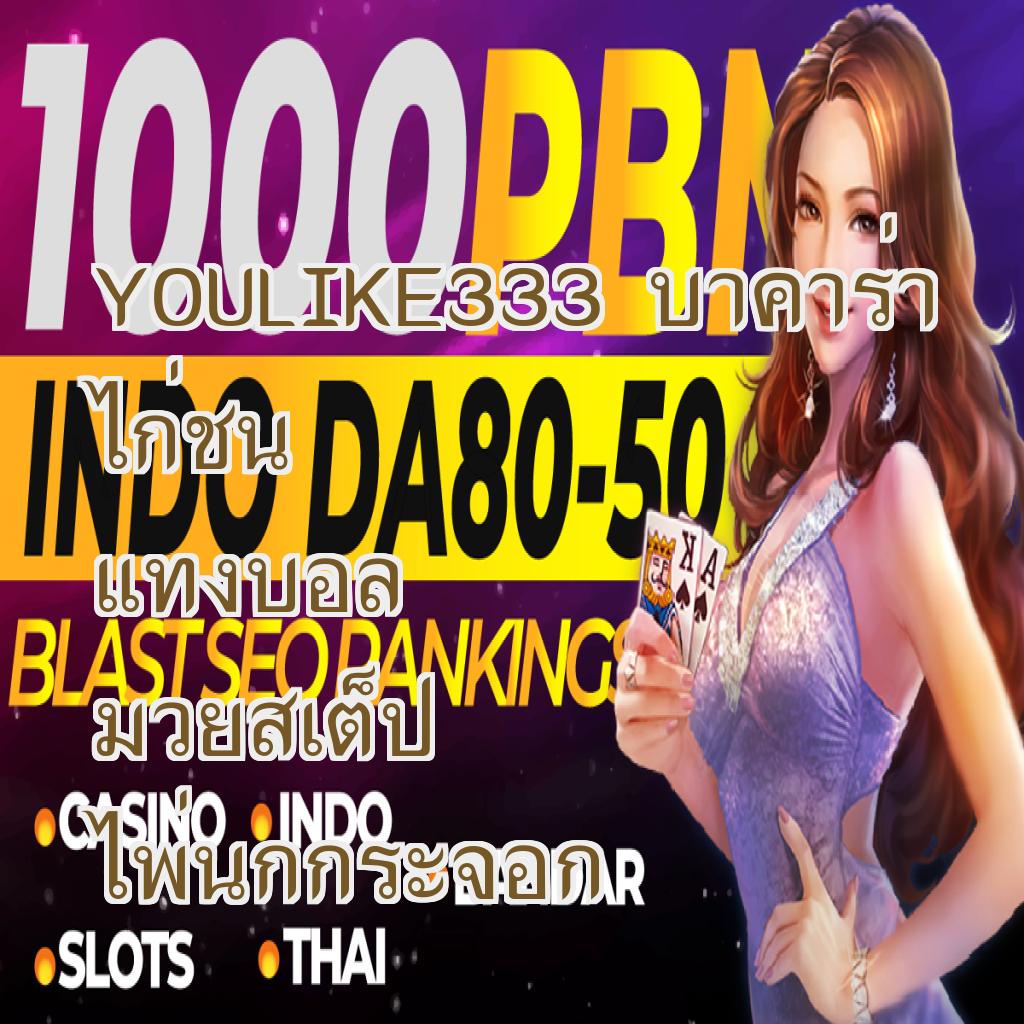 1000 PBN
YOULIKE333 บาคาร่า
INDO DA80-50
ไก่ชน
แทงบอล
BLAST SEO RANKINGS
มวยสเต็ป
CASINO
INDO
ไพ่นกกระจอก
SLOTS
THAI